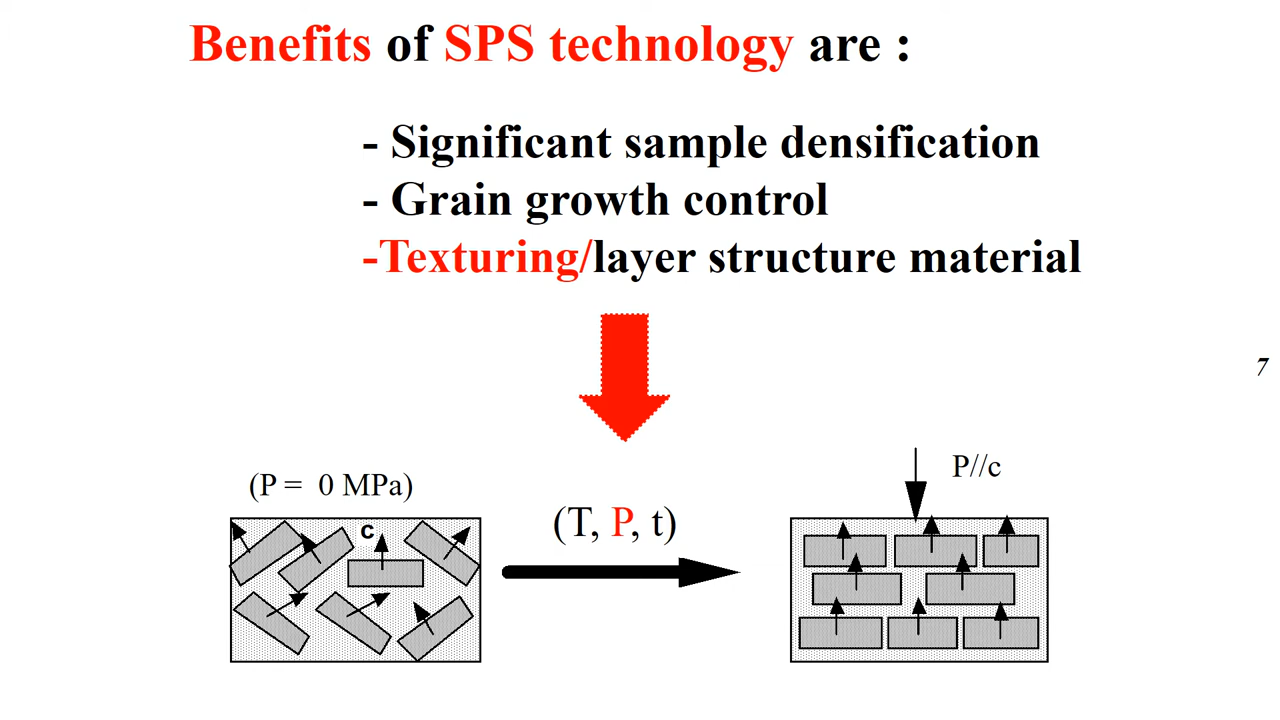 Benefits of SPS technology are :
- Significant sample densification
- Grain growth control
-Texturing/layer structure material
7
(P = 0 MPa)
(T, P, t)
P//c
c